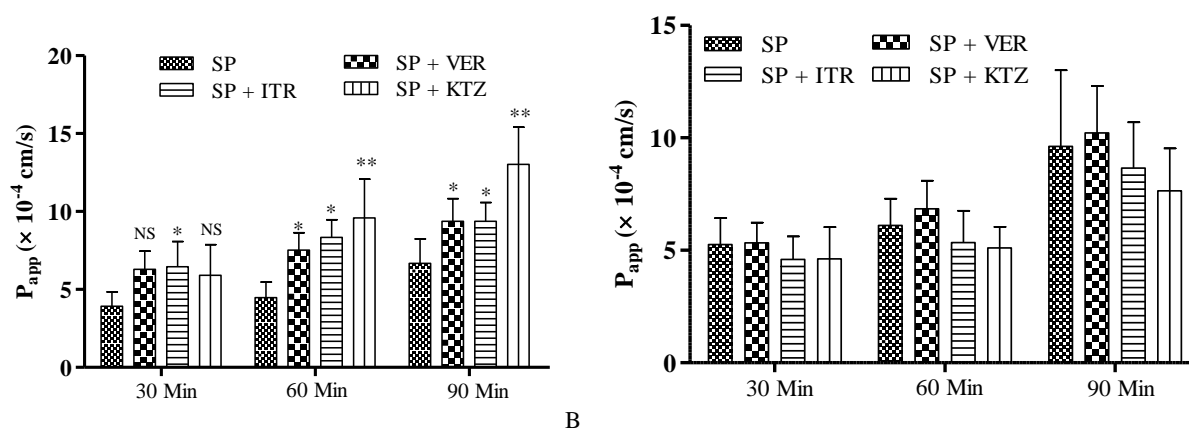 20
15
10
5
0
P_app (× 10⁻⁴ cm/s)
SP
SP + VER
SP + ITR
SP + KTZ
NS
*
NS
*
*
**
*
*
**
30 Min
60 Min
90 Min
B
15
10
5
0
P_app (× 10⁻⁴ cm/s)
SP
SP + VER
SP + ITR
SP + KTZ
30 Min
60 Min
90 Min